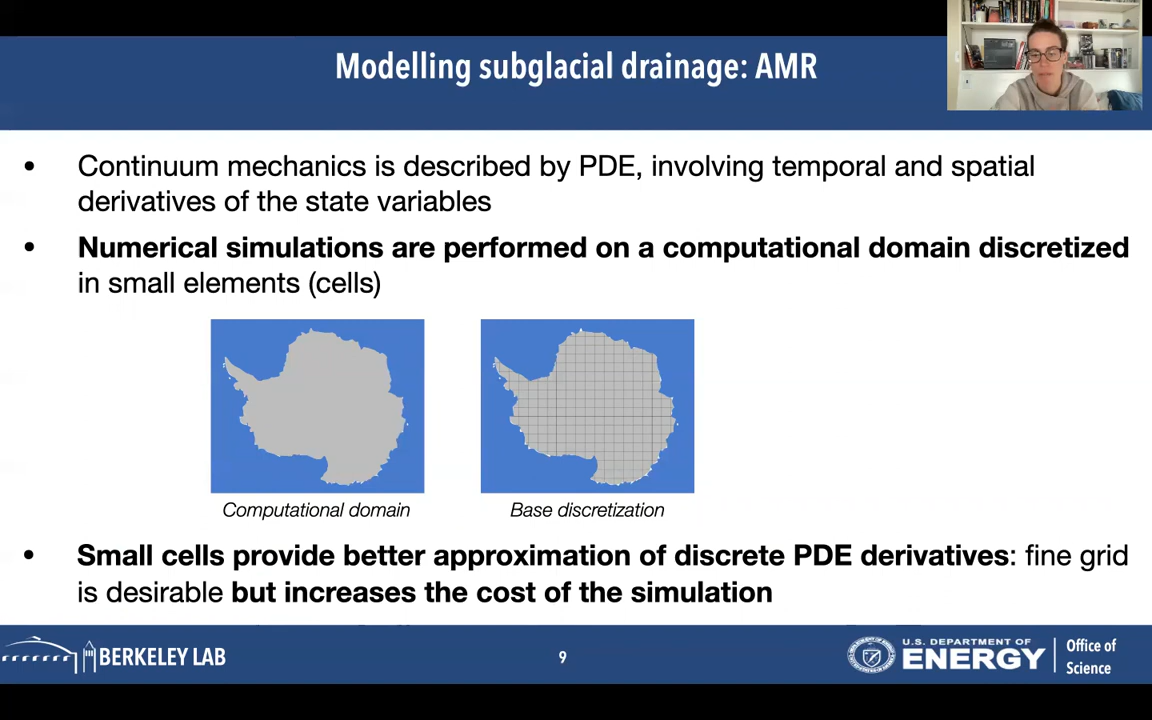 Modelling subglacial drainage: AMR
• Continuum mechanics is described by PDE, involving temporal and spatial
derivatives of the state variables
• Numerical simulations are performed on a computational domain discretized
in small elements (cells)
Computational domain
Base discretization
• Small cells provide better approximation of discrete PDE derivatives: fine grid
is desirable but increases the cost of the simulation
BERKELEY LAB
9
U.S. DEPARTMENT OF
ENERGY
Office of
Science